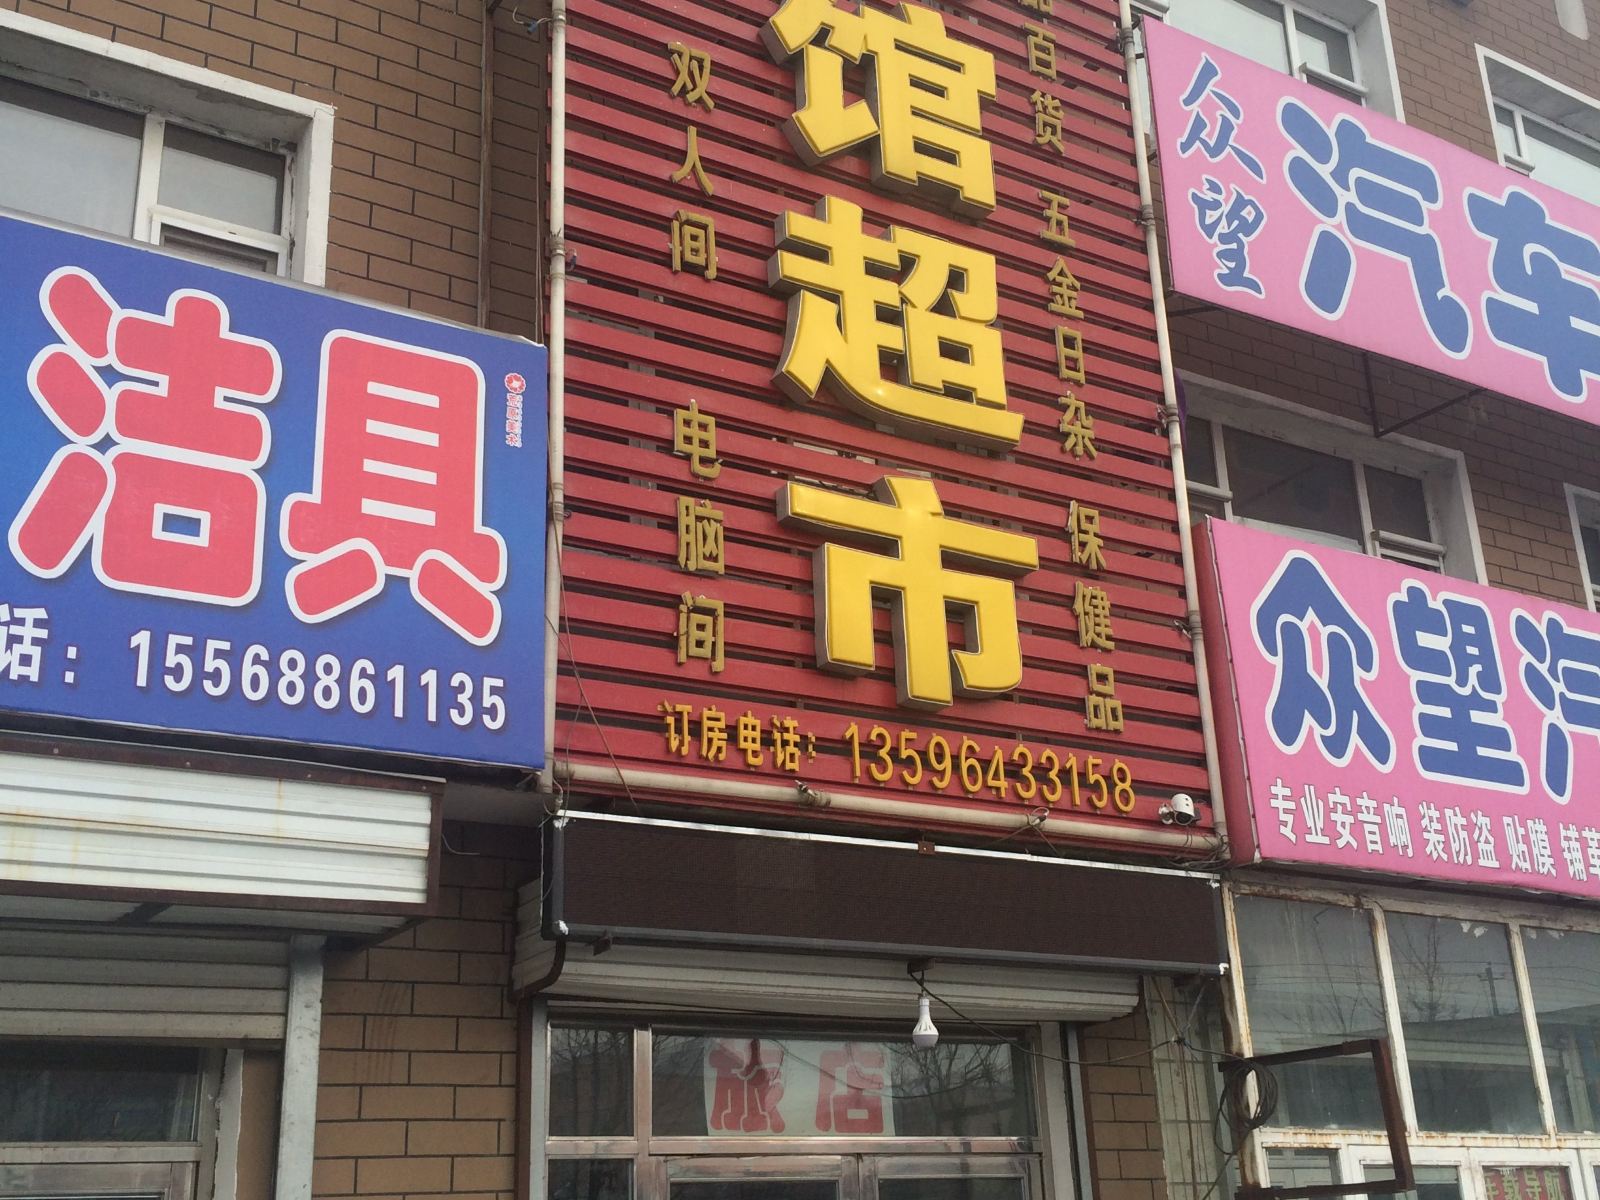 洁具
话：15568861135
馆超市
双人间
电脑间
百货
五金日杂
保健品
订房电话：13596433158
旅店
众望
汽车
众望汽
专业安音响 装防盗 贴膜 铺革